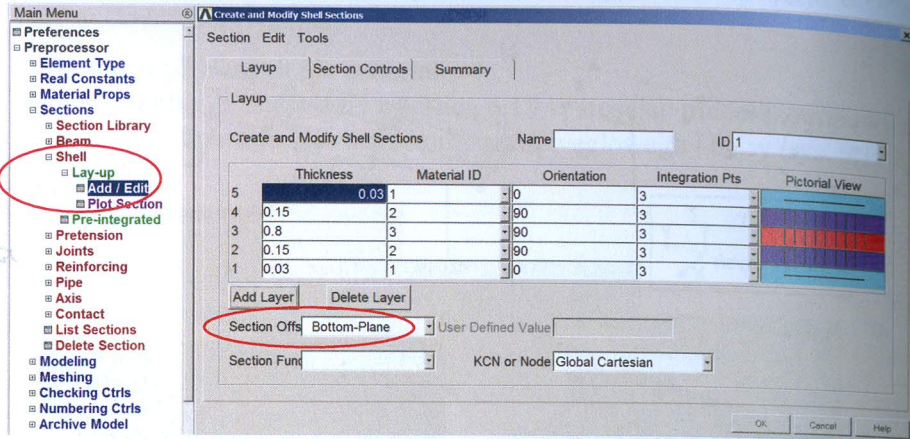 Main Menu
Preferences
Preprocessor
Element Type
Real Constants
Material Props
Sections
Section Library
Beam
Shell
Lay-up
Add / Edit
Plot Section
Pre-integrated
Pretension
Joints
Reinforcing
Pipe
Axis
Contact
List Sections
Delete Section
Modeling
Meshing
Checking Ctrls
Numbering Ctrls
Archive Model
Create and Modify Shell Sections
Section Edit Tools
Layup Section Controls Summary
Layup
Create and Modify Shell Sections Name ID 1
Thickness Material ID Orientation Integration Pts Pictorial View
5 0.03 1 0 3
4 0.15 2 90 3
3 0.8 3 90 3
2 0.15 2 90 3
1 0.03 1 0 3
Add Layer Delete Layer
Section Offs Bottom-Plane User Defined Value
Section Func KCN or Node Global Cartesian
OK Cancel Help